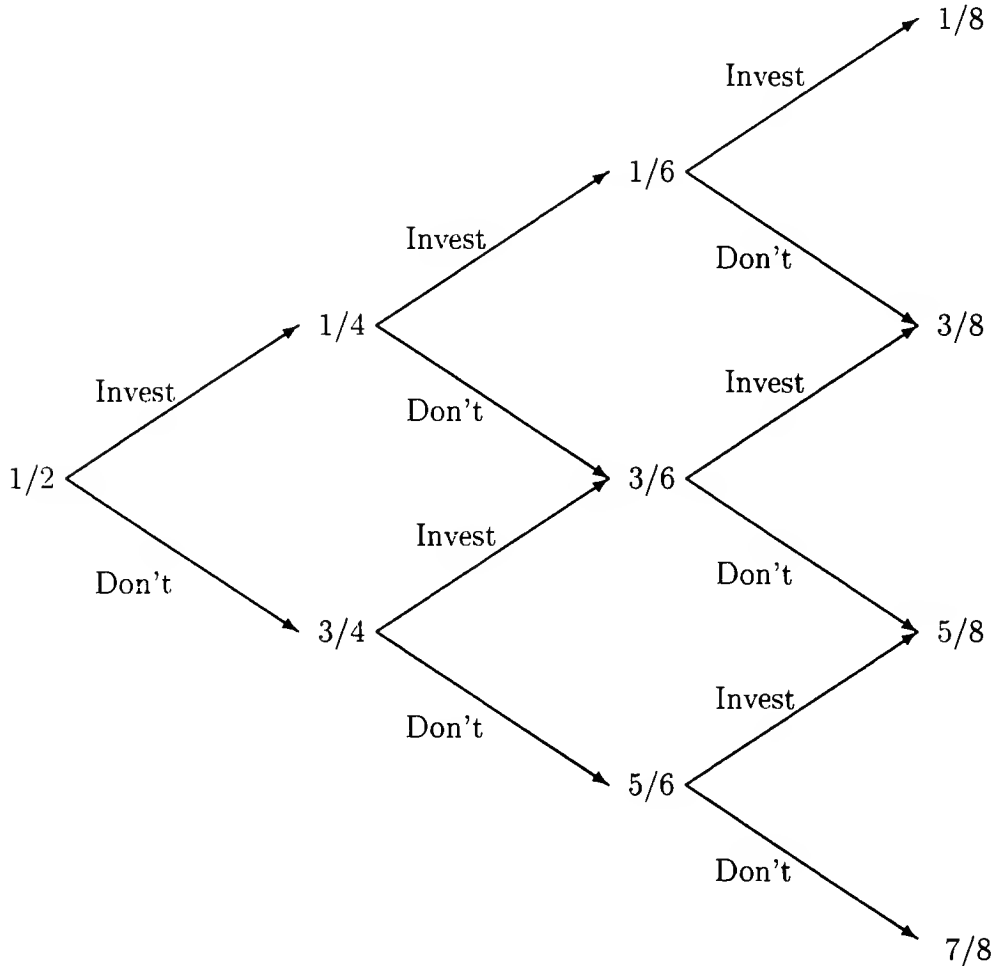 1/8
Invest
1/6
Invest
Don't
1/4
3/8
Invest
Invest
Don't
1/2
3/6
Invest
Don't
Don't
3/4
5/8
Invest
Don't
5/6
Don't
7/8